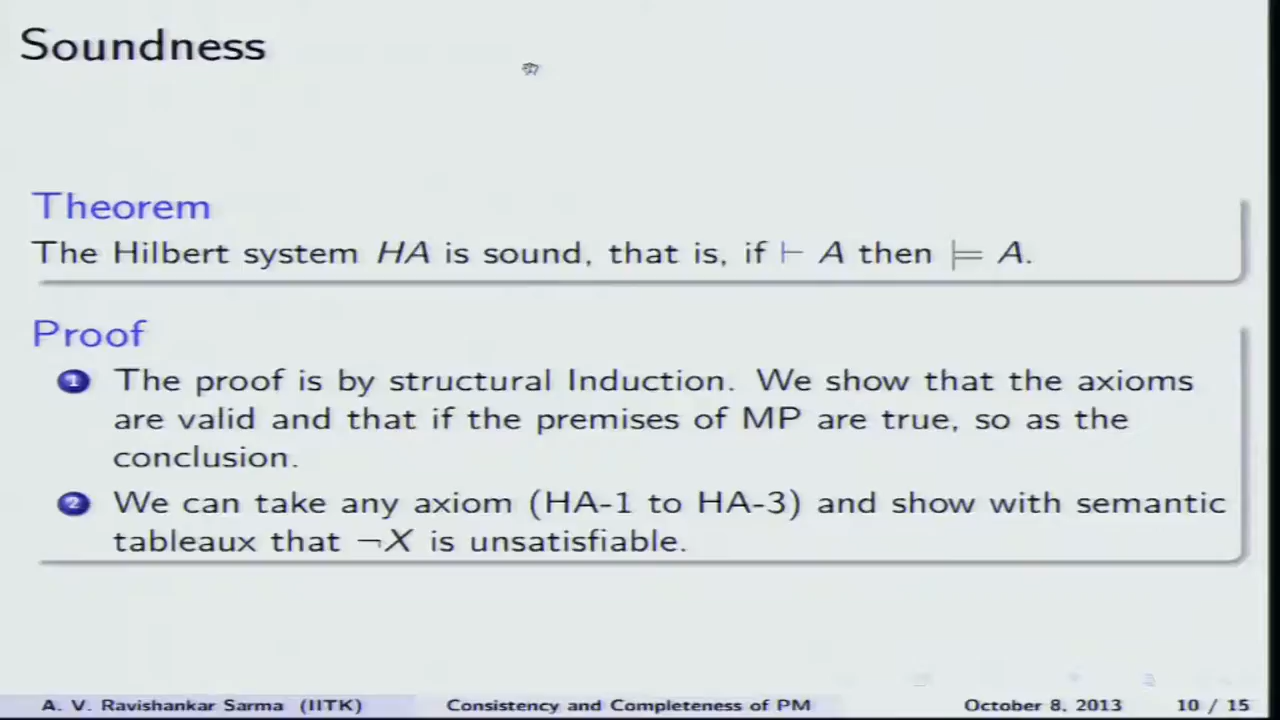 Soundness
Theorem
The Hilbert system HA is sound, that is, if ⊢ A then ⊨ A.
Proof
1 The proof is by structural Induction. We show that the axioms
are valid and that if the premises of MP are true, so as the
conclusion.
2 We can take any axiom (HA-1 to HA-3) and show with semantic
tableaux that ¬X is unsatisfiable.
A. V. Ravishankar Sarma (IITK) Consistency and Completeness of PM October 8, 2013 10 / 15